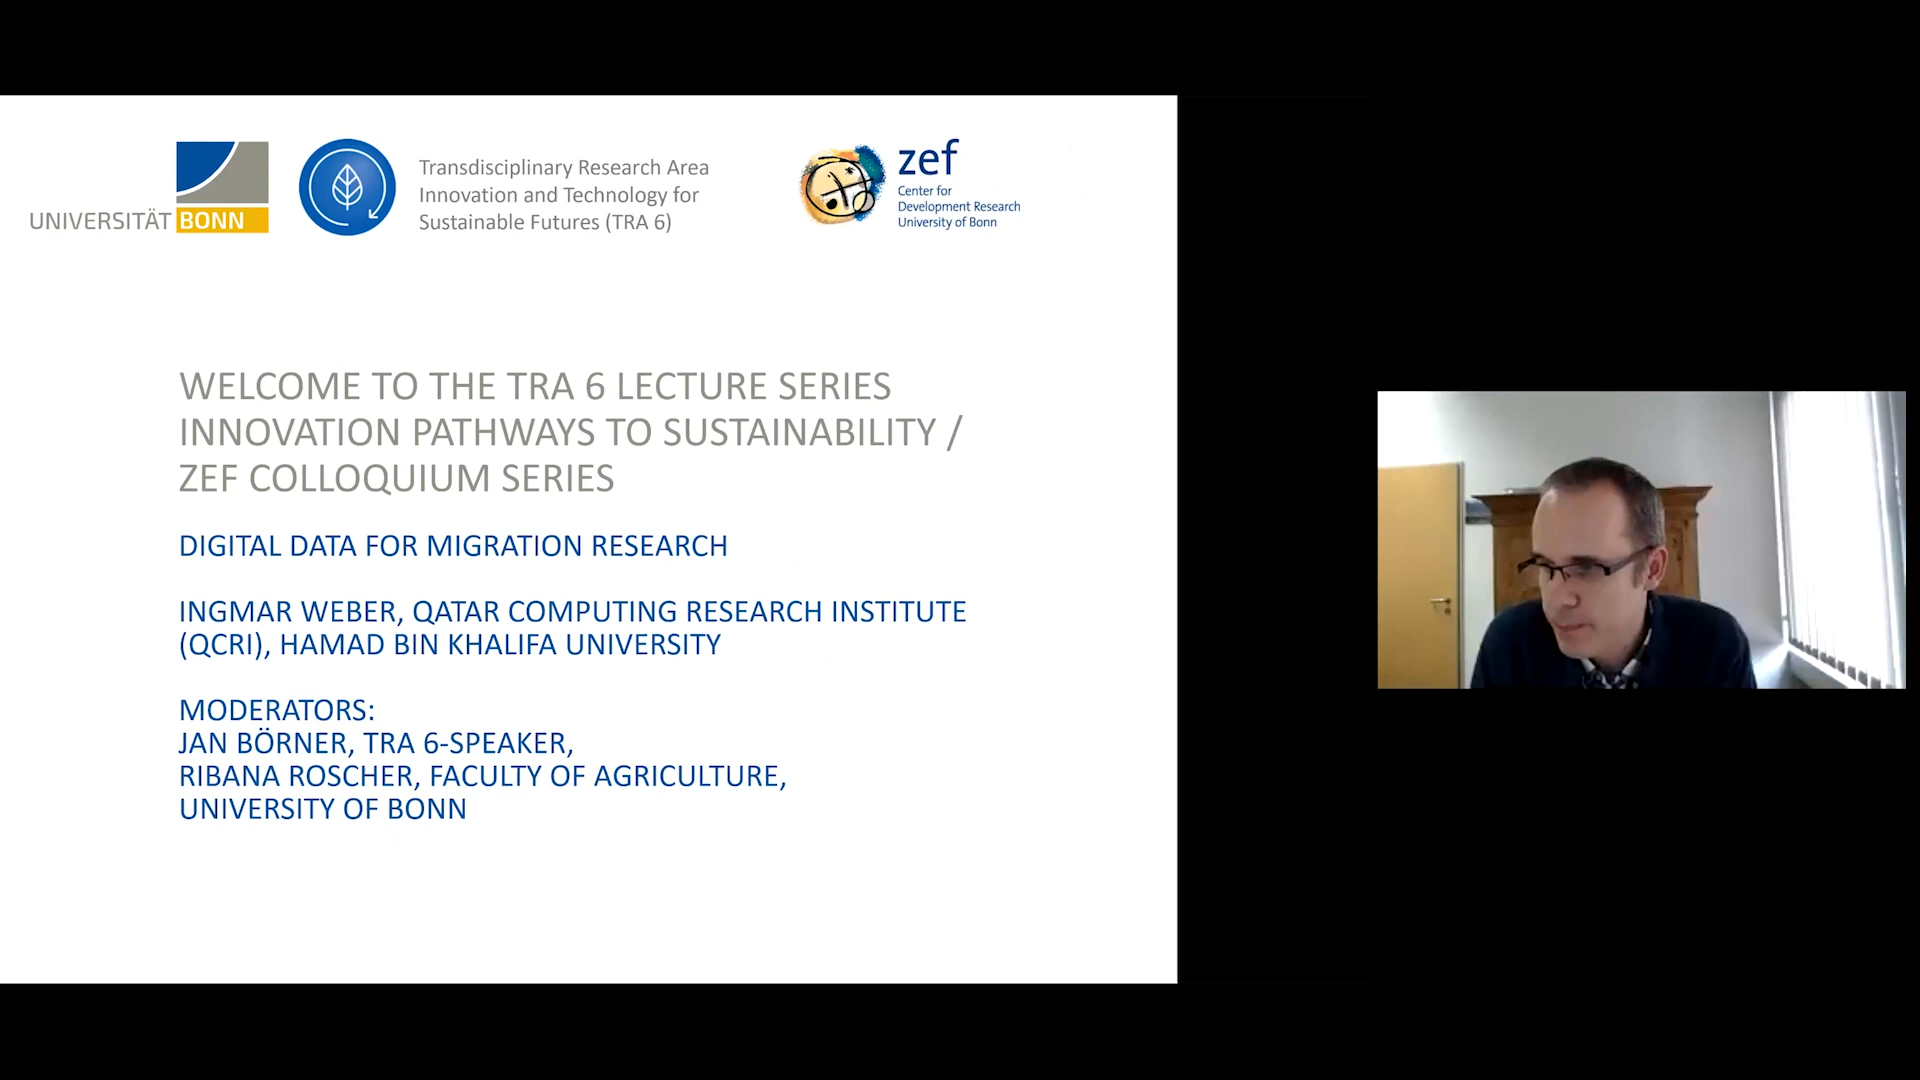 UNIVERSITÄT BONN
Transdisciplinary Research Area
Innovation and Technology for
Sustainable Futures (TRA 6)
zef
Center for
Development Research
University of Bonn
WELCOME TO THE TRA 6 LECTURE SERIES
INNOVATION PATHWAYS TO SUSTAINABILITY /
ZEF COLLOQUIUM SERIES
DIGITAL DATA FOR MIGRATION RESEARCH
INGMAR WEBER, QATAR COMPUTING RESEARCH INSTITUTE
(QCRI), HAMAD BIN KHALIFA UNIVERSITY
MODERATORS:
JAN BÖRNER, TRA 6-SPEAKER,
RIBANA ROSCHER, FACULTY OF AGRICULTURE,
UNIVERSITY OF BONN